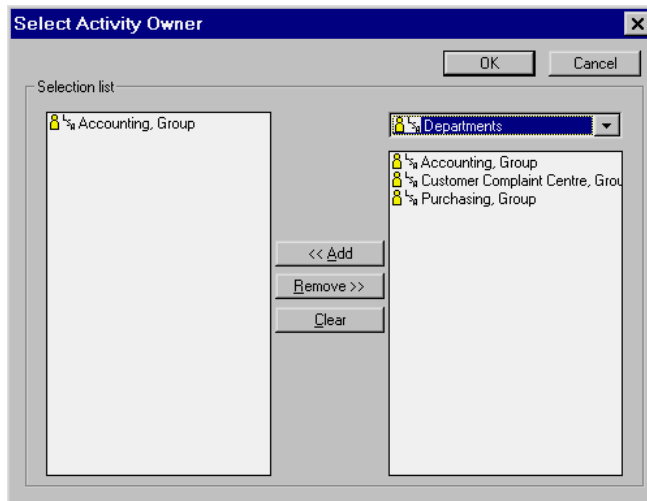 Select Activity Owner
OK
Cancel
Selection list
Accounting, Group
Departments
Accounting, Group
Customer Complaint Centre, Grou
Purchasing, Group
<< Add
Remove >>
Clear